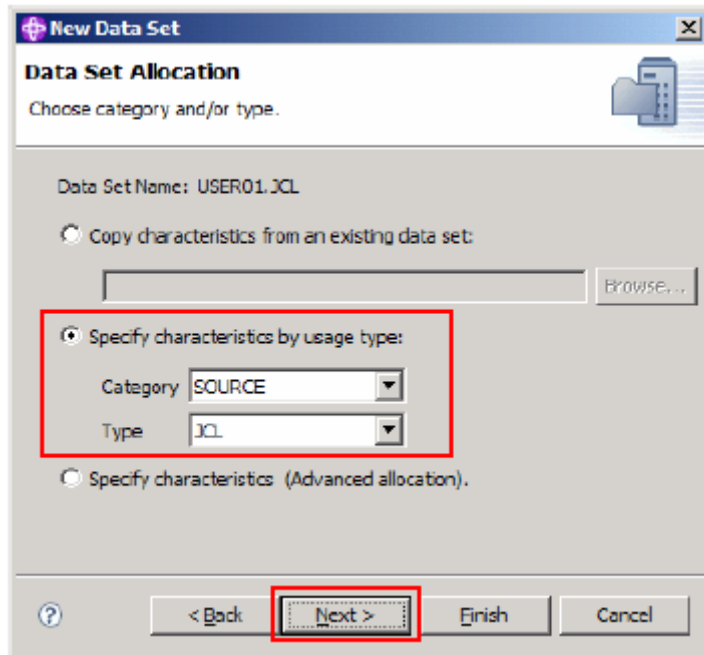 New Data Set
Data Set Allocation
Choose category and/or type.
Data Set Name: USER01.JCL
Copy characteristics from an existing data set:
Browse...
Specify characteristics by usage type:
Category SOURCE
Type JCL
Specify characteristics (Advanced allocation).
? < Back Next > Finish Cancel